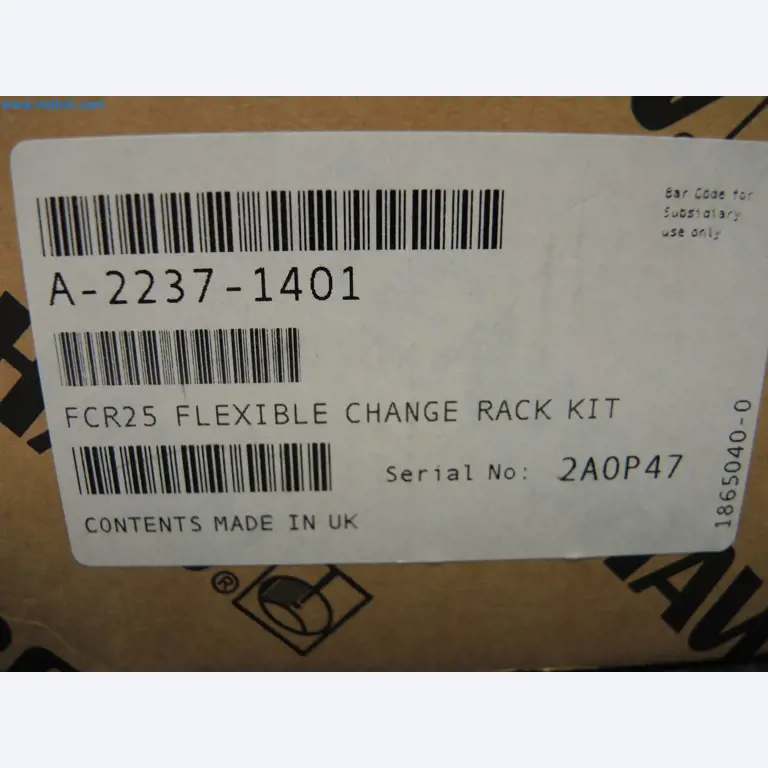 Bar Code for
Subsidiary
use only
A-2237-1401
FCR25 FLEXIBLE CHANGE RACK KIT
Serial No: 2A0P47
CONTENTS MADE IN UK
1865040-0
®